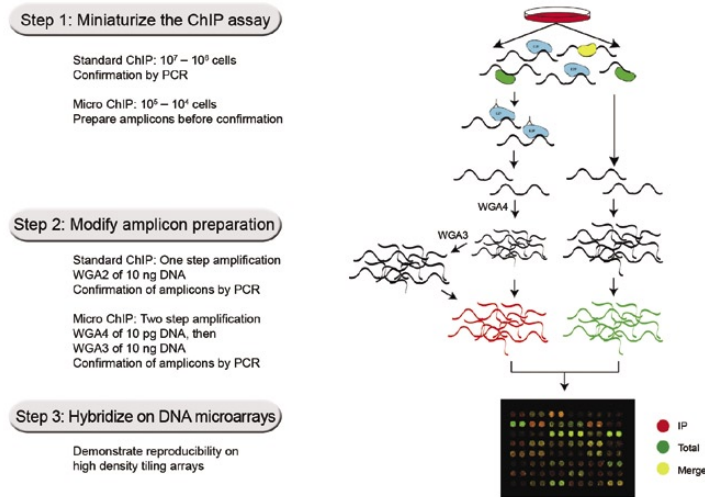 Step 1: Miniaturize the ChIP assay
Standard ChIP: 10⁷ – 10⁸ cells
Confirmation by PCR
Micro ChIP: 10⁵ – 10⁴ cells
Prepare amplicons before confirmation
WGA4
WGA3
Step 2: Modify amplicon preparation
Standard ChIP: One step amplification
WGA2 of 10 ng DNA
Confirmation of amplicons by PCR
Micro ChIP: Two step amplification
WGA4 of 10 pg DNA, then
WGA3 of 10 ng DNA
Confirmation of amplicons by PCR
Step 3: Hybridize on DNA microarrays
Demonstrate reproducibility on
high density tiling arrays
IP
Total
Merge